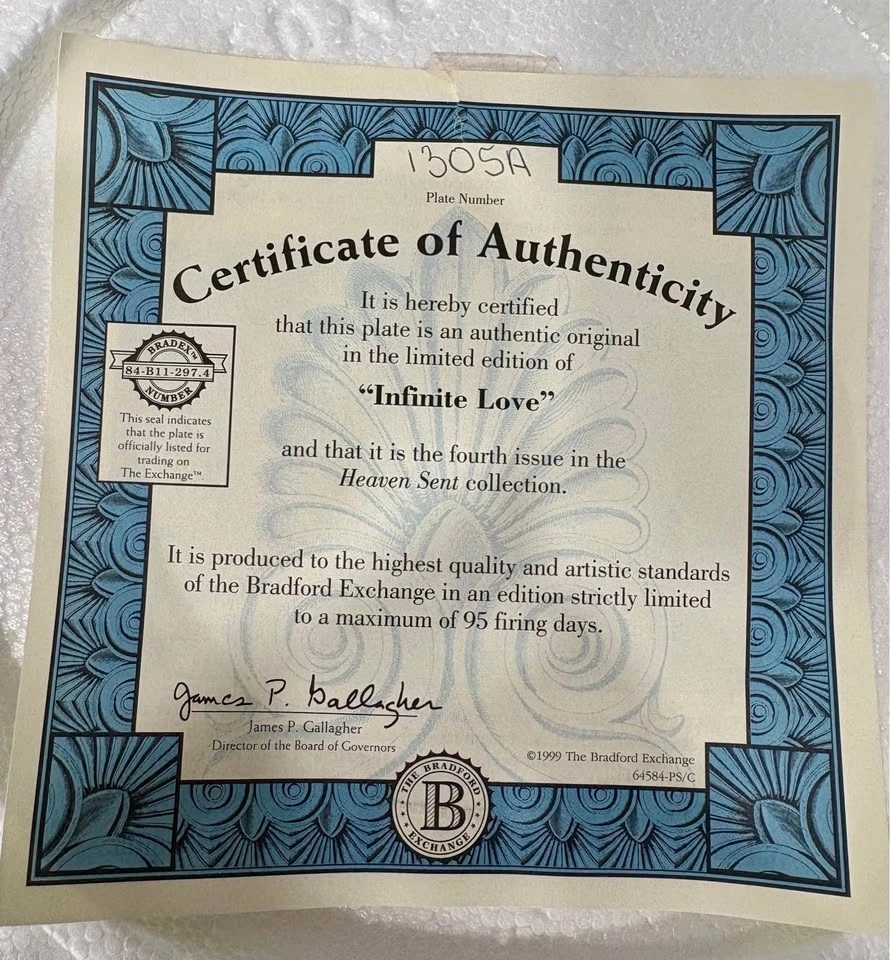 1305A
Plate Number
Certificate of Authenticity
It is hereby certified
that this plate is an authentic original
in the limited edition of
“Infinite Love”
and that it is the fourth issue in the
Heaven Sent collection.
BRADEX™
84-B11-297.4
NUMBER
This seal indicates
that the plate is
officially listed for
trading on
The Exchange™
It is produced to the highest quality and artistic standards
of the Bradford Exchange in an edition strictly limited
to a maximum of 95 firing days.
James P. Gallagher
James P. Gallagher
Director of the Board of Governors
©1999 The Bradford Exchange
64584-PS/C
THE BRADFORD
B
EXCHANGE